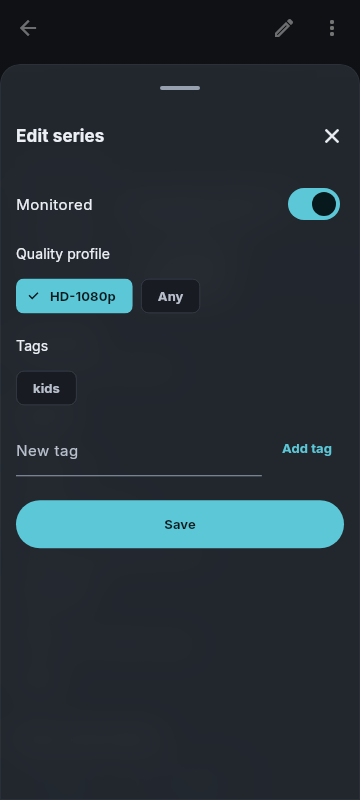 Edit series
Monitored
Quality profile
HD-1080p Any
Tags
kids
New tag Add tag
Save